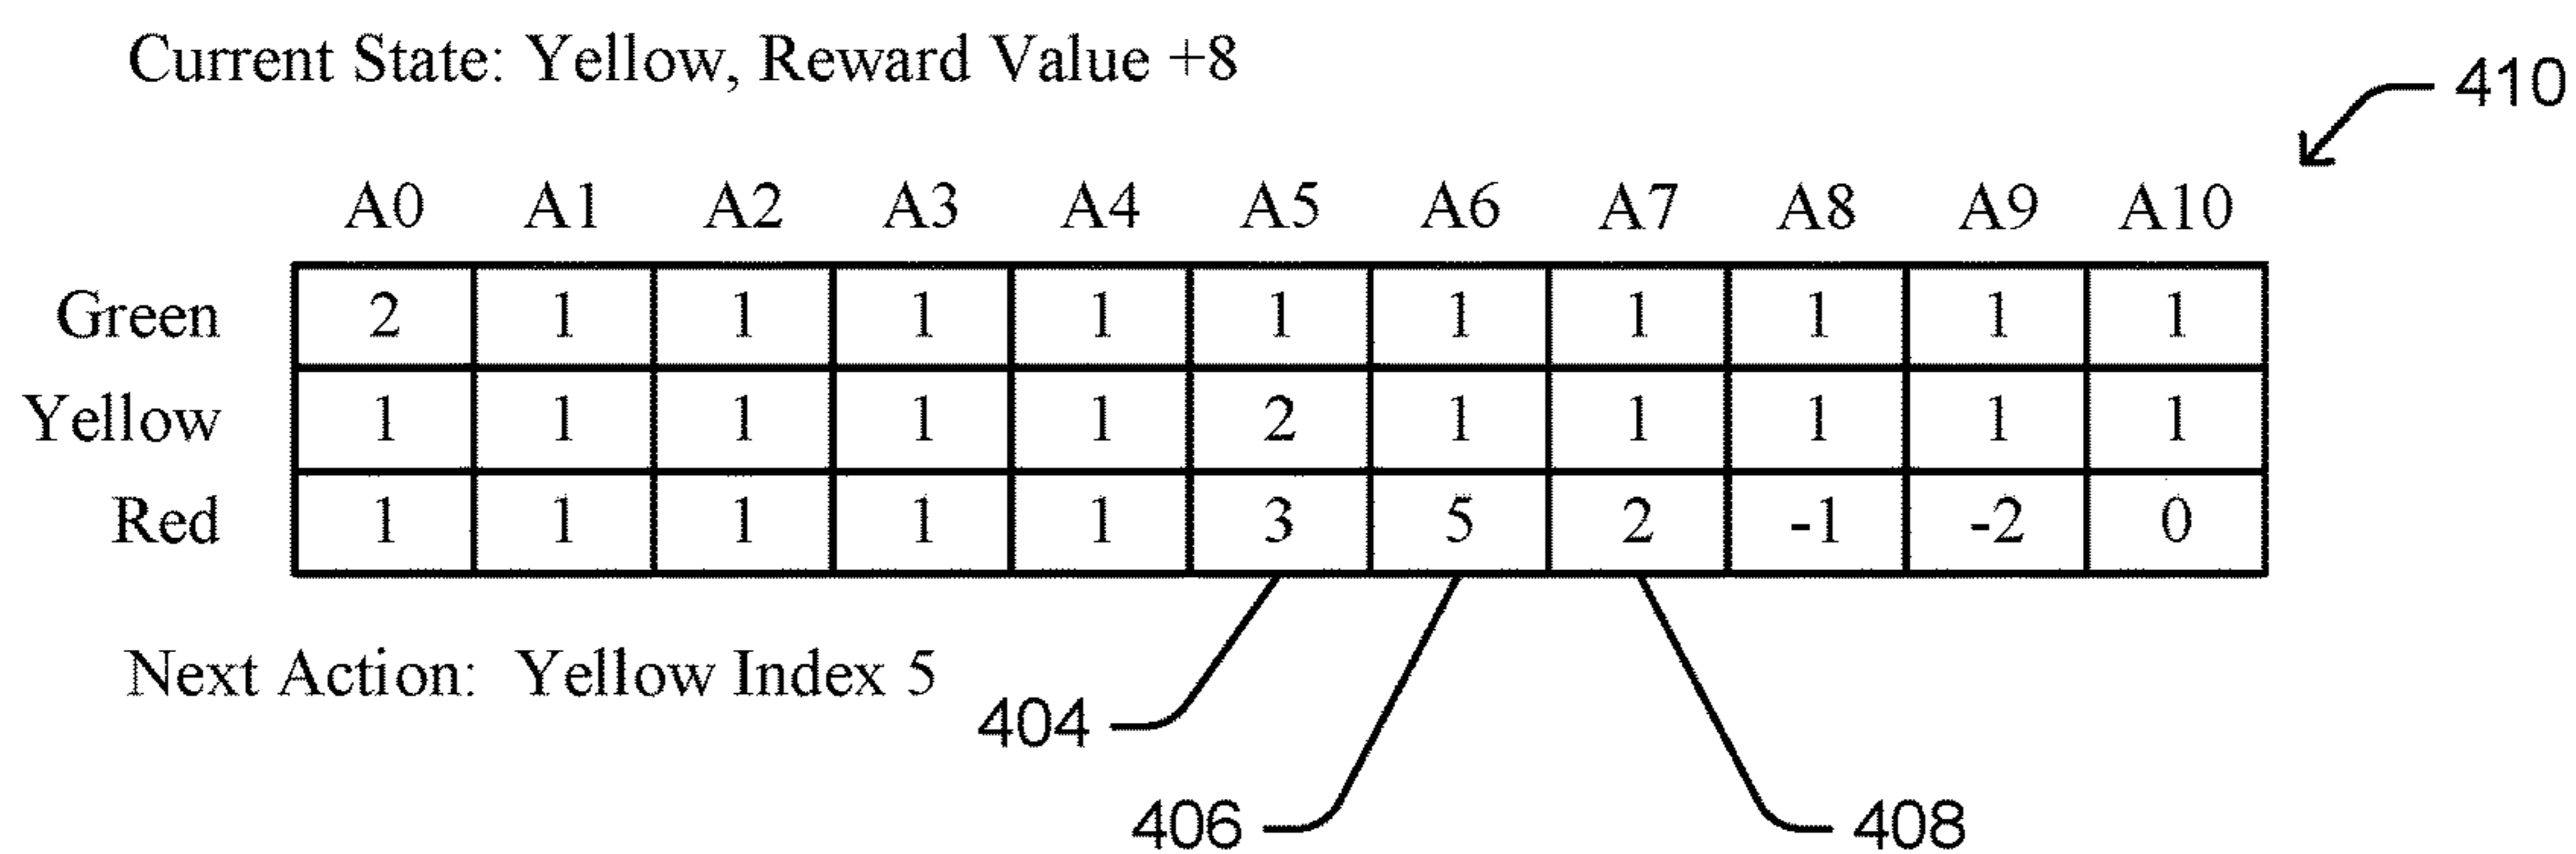 Current State: Yellow, Reward Value +8
410
A0 A1 A2 A3 A4 A5 A6 A7 A8 A9 A10
Green 2 1 1 1 1 1 1 1 1 1 1
Yellow 1 1 1 1 1 2 1 1 1 1 1
Red 1 1 1 1 1 3 5 2 -1 -2 0
Next Action: Yellow Index 5
404
406
408